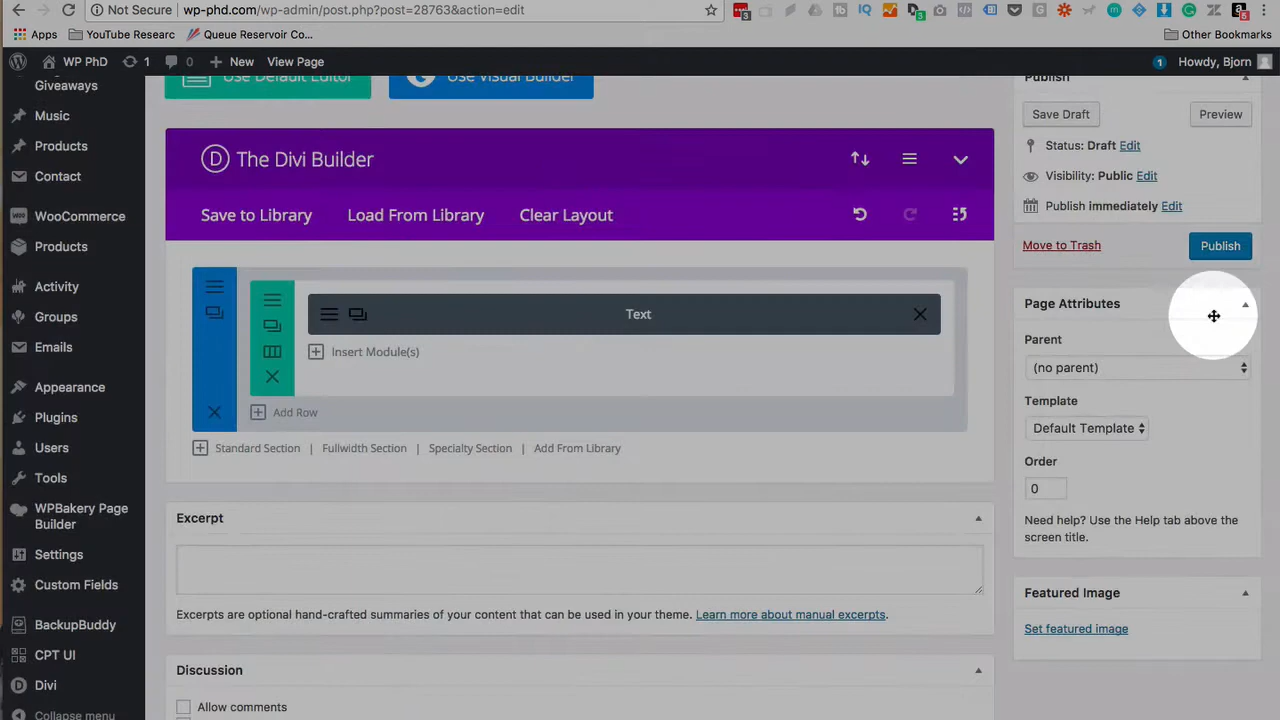 Not Secure wp-phd.com/wp-admin/post.php?post=28763&action=edit
Apps YouTube Researc Queue Reservoir Co... Other Bookmarks
WP PhD 1 0 New View Page 1 Howdy, Bjorn
Giveaways
Music
Products
Contact
WooCommerce
Products
Activity
Groups
Emails
Appearance
Plugins
Users
Tools
WPBakery Page
Builder
Settings
Custom Fields
BackupBuddy
CPT UI
Divi
Collapse menu
Use Default Editor Use Visual Builder
The Divi Builder
Save to Library Load From Library Clear Layout
Text
Insert Module(s)
Add Row
Standard Section | Fullwidth Section | Specialty Section | Add From Library
Excerpt
Excerpts are optional hand-crafted summaries of your content that can be used in your theme. Learn more about manual excerpts.
Discussion
Allow comments
Publish
Save Draft Preview
Status: Draft Edit
Visibility: Public Edit
Publish immediately Edit
Move to Trash Publish
Page Attributes
Parent
(no parent)
Template
Default Template
Order
0
Need help? Use the Help tab above the
screen title.
Featured Image
Set featured image